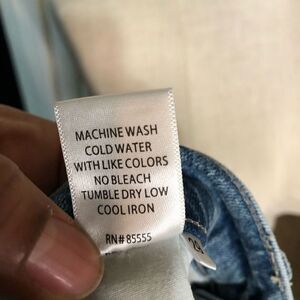 MACHINE WASH
COLD WATER
WITH LIKE COLORS
NO BLEACH
TUMBLE DRY LOW
COOL IRON
RN# 85555